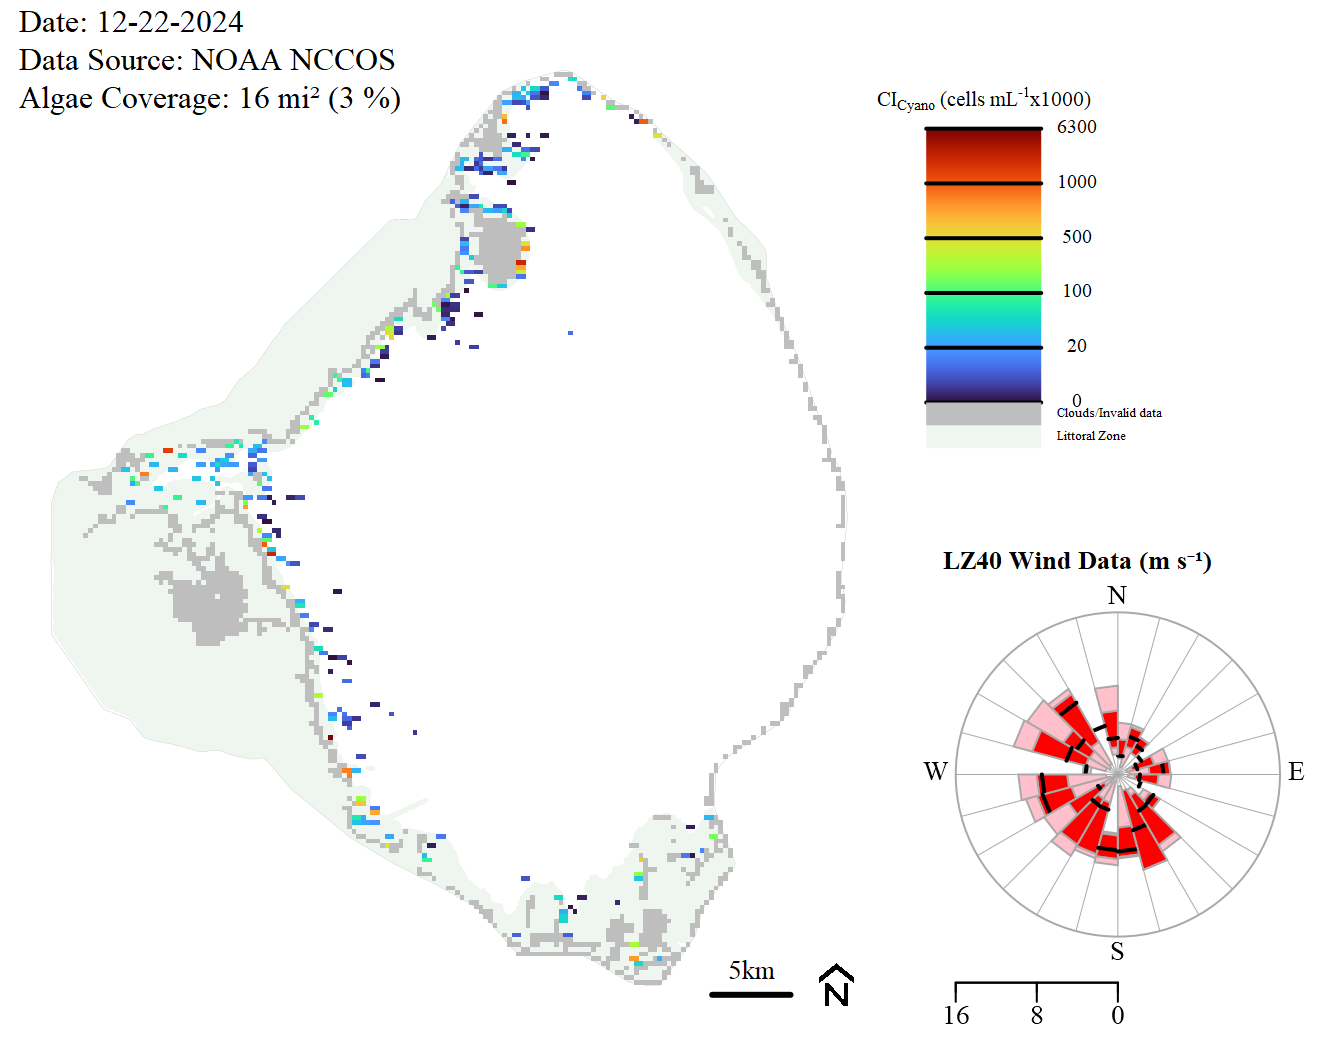 Date: 12-22-2024
Data Source: NOAA NCCOS
Algae Coverage: 16 mi² (3 %)
CICyano (cells mL-1x1000)
6300
1000
500
100
20
0
Clouds/Invalid data
Littoral Zone
LZ40 Wind Data (m s⁻¹)
N
W
E
S
16 8 0
5km
N